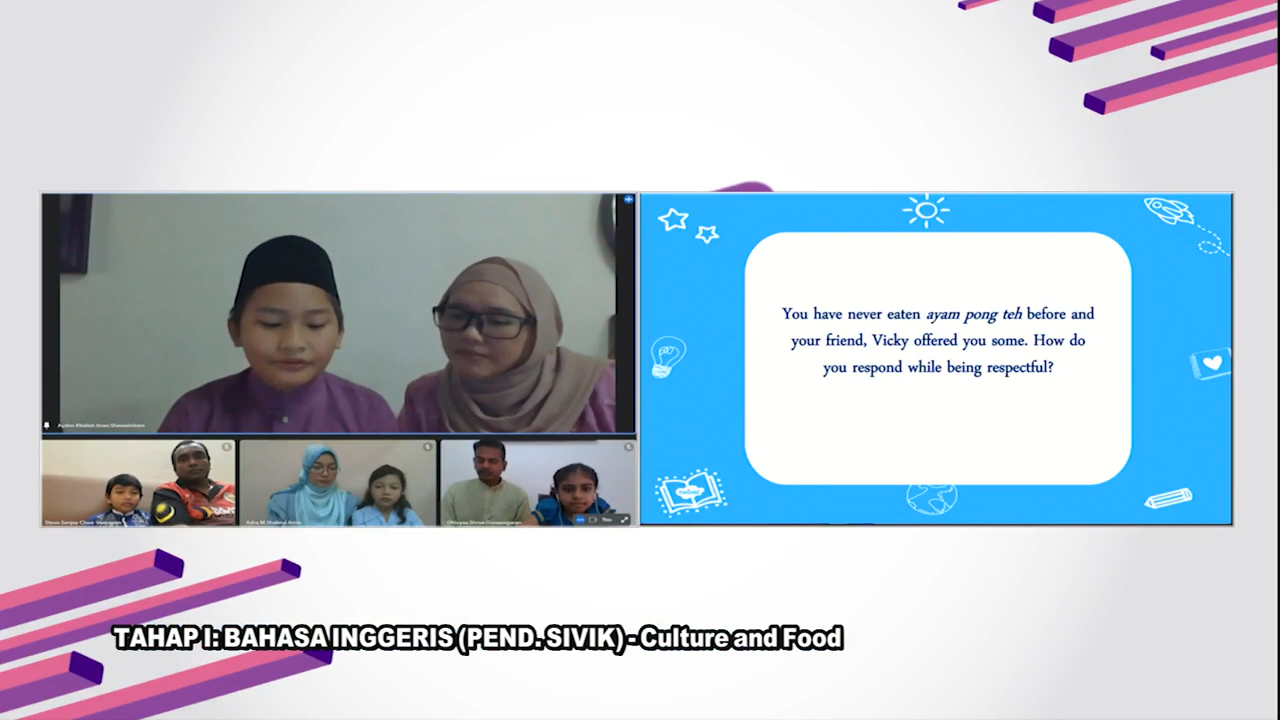 You have never eaten ayam pong teh before and
your friend, Vicky offered you some. How do
you respond while being respectful?
TAHAP I: BAHASA INGGERIS (PEND. SIVIK) - Culture and Food